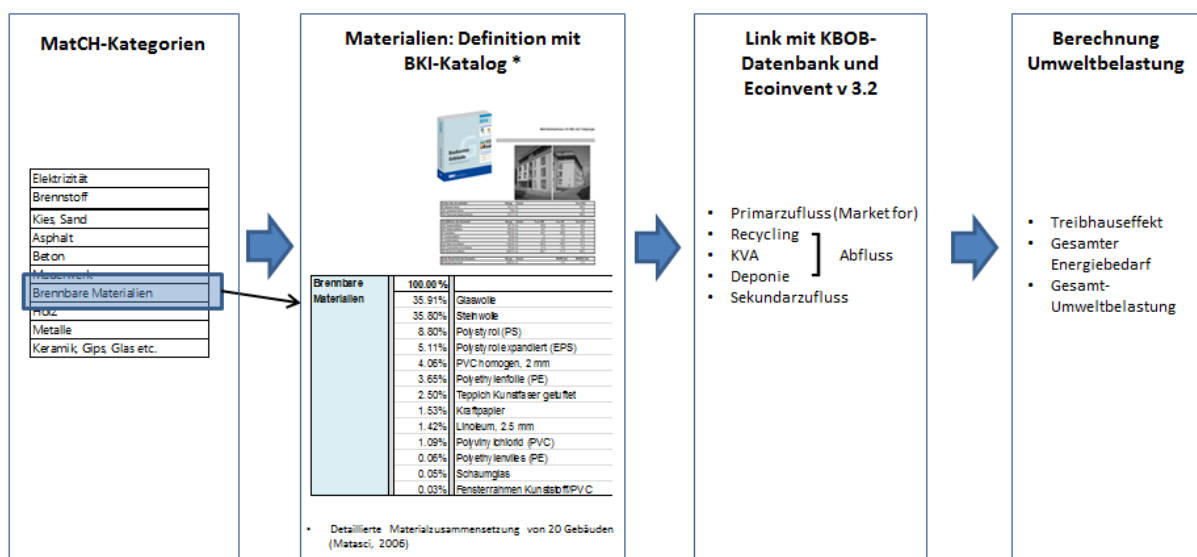 MatCH-Kategorien
Elektrizität
Brennstoff
Kies, Sand
Asphalt
Beton
Mauerwerk
Brennbare Materialien
Holz
Metalle
Keramik, Gips, Glas etc.
Materialien: Definition mit
BKI-Katalog *
Brennbare
Materialien
100.00%
35.91% Glaswolle
35.80% Steinwolle
8.80% Polystyrol (PS)
5.11% Polystyrol expandiert (EPS)
4.06% PVC homogen, 2 mm
3.65% Polyethylenfolie (PE)
2.50% Teppich Kunstfaser getuftet
1.53% Kraftpapier
1.42% Linoleum, 2.5 mm
1.09% Polyvinylchlorid (PVC)
0.06% Polyethylenvlies (PE)
0.05% Schaumglas
0.03% Fensterrahmen Kunststoff/PVC
• Detaillierte Materialzusammensetzung von 20 Gebäuden
(Matasci, 2006)
Link mit KBOB-
Datenbank und
Ecoinvent v 3.2
• Primarzufluss (Market for)
• Recycling
• KVA
• Deponie
Abfluss
• Sekundarzufluss
Berechnung
Umweltbelastung
• Treibhauseffekt
• Gesamter
Energiebedarf
• Gesamt-
Umweltbelastung